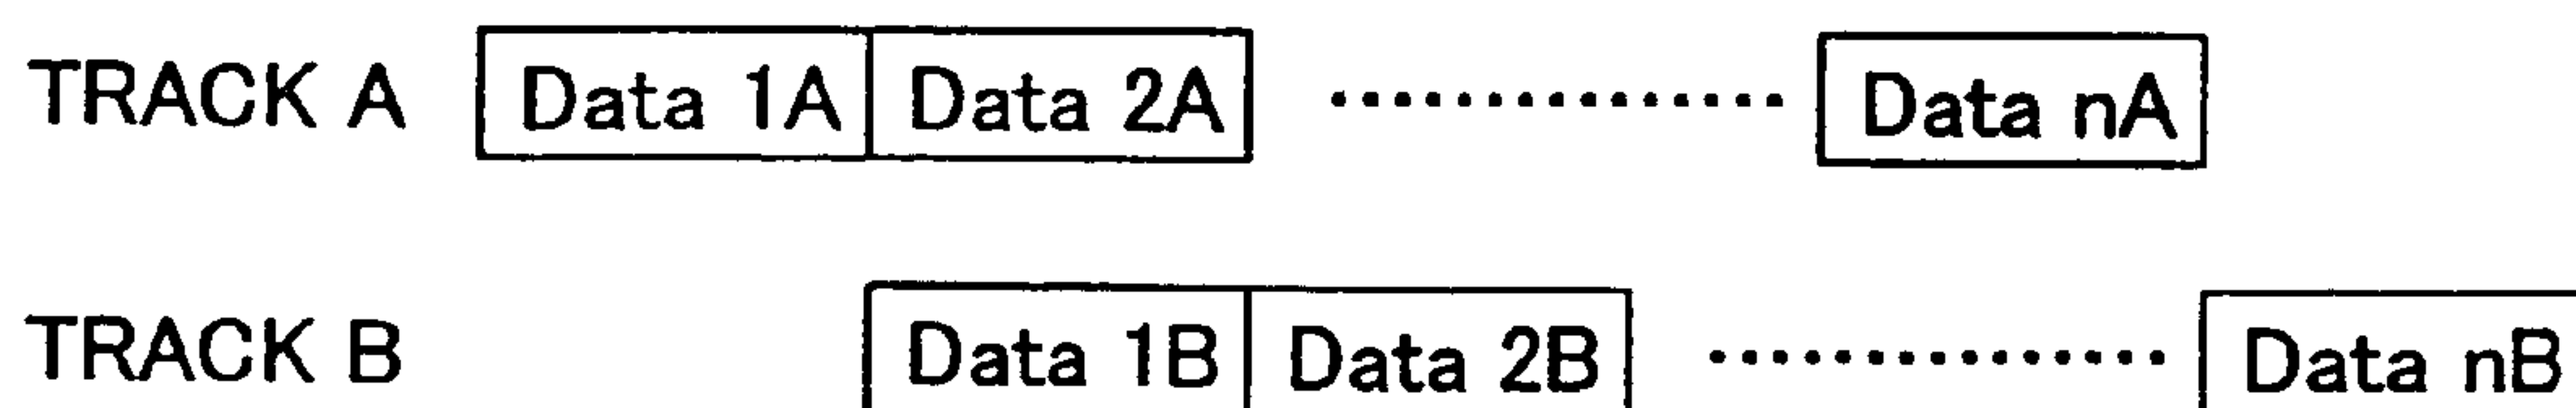 TRACK A Data 1A Data 2A ............... Data nA
TRACK B Data 1B Data 2B ............... Data nB